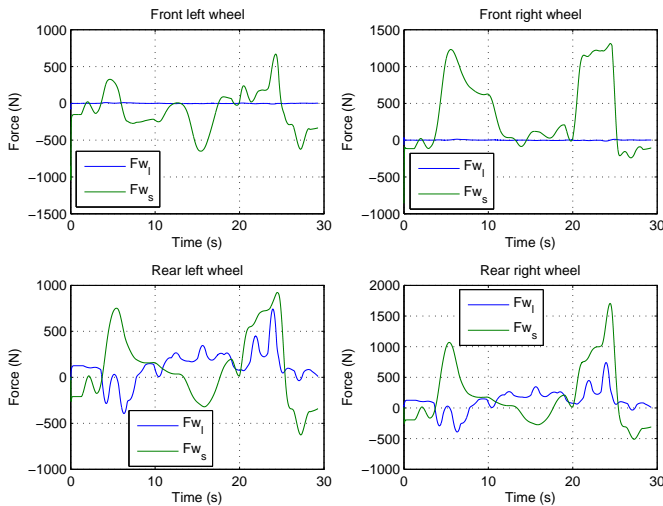 Front left wheel
1000
500
0
−500
−1000
−1500
0
10
20
30
Force (N)
Time (s)
Fw_l
Fw_s
Front right wheel
1500
1000
500
0
−500
−1000
0
10
20
30
Force (N)
Time (s)
Fw_l
Fw_s
Rear left wheel
1000
500
0
−500
−1000
0
10
20
30
Force (N)
Time (s)
Fw_l
Fw_s
Rear right wheel
2000
1500
1000
500
0
−500
−1000
0
10
20
30
Force (N)
Time (s)
Fw_l
Fw_s